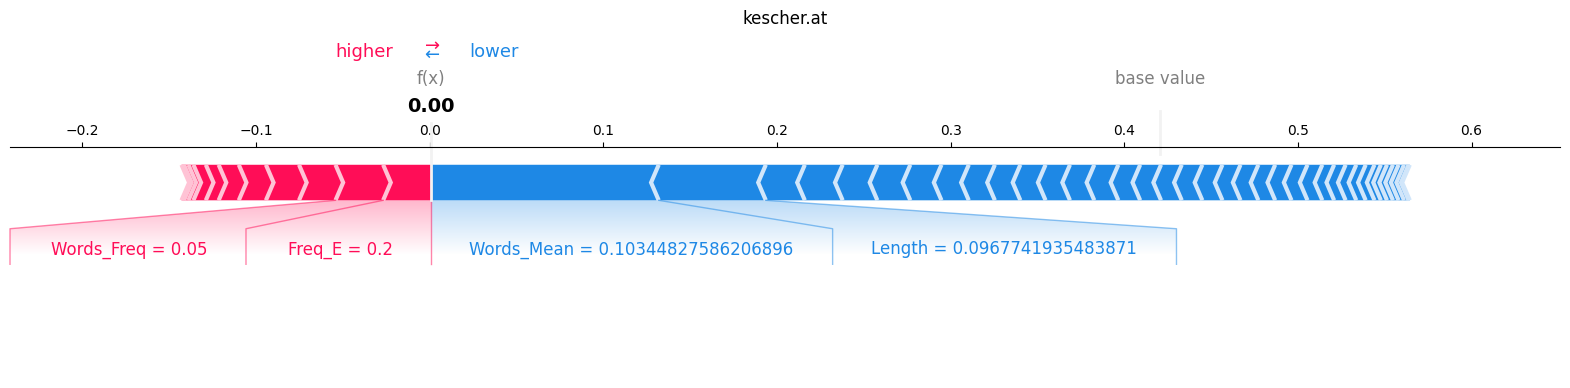 kescher.at
higher ⇄ lower
f(x) base value
0.00
−0.2 −0.1 0.0 0.1 0.2 0.3 0.4 0.5 0.6
Words_Freq = 0.05 Freq_E = 0.2 Words_Mean = 0.10344827586206896 Length = 0.0967741935483871